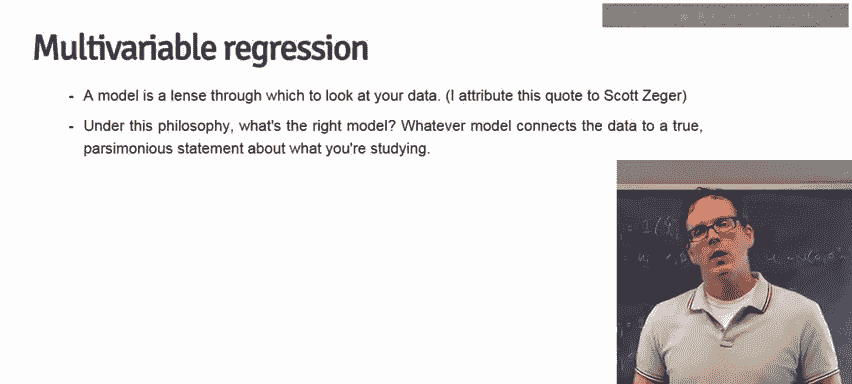 Multivariable regression
- A model is a lense through which to look at your data. (I attribute this quote to Scott Zeger)
- Under this philosophy, what's the right model? Whatever model connects the data to a true,
parsimonious statement about what you're studying.